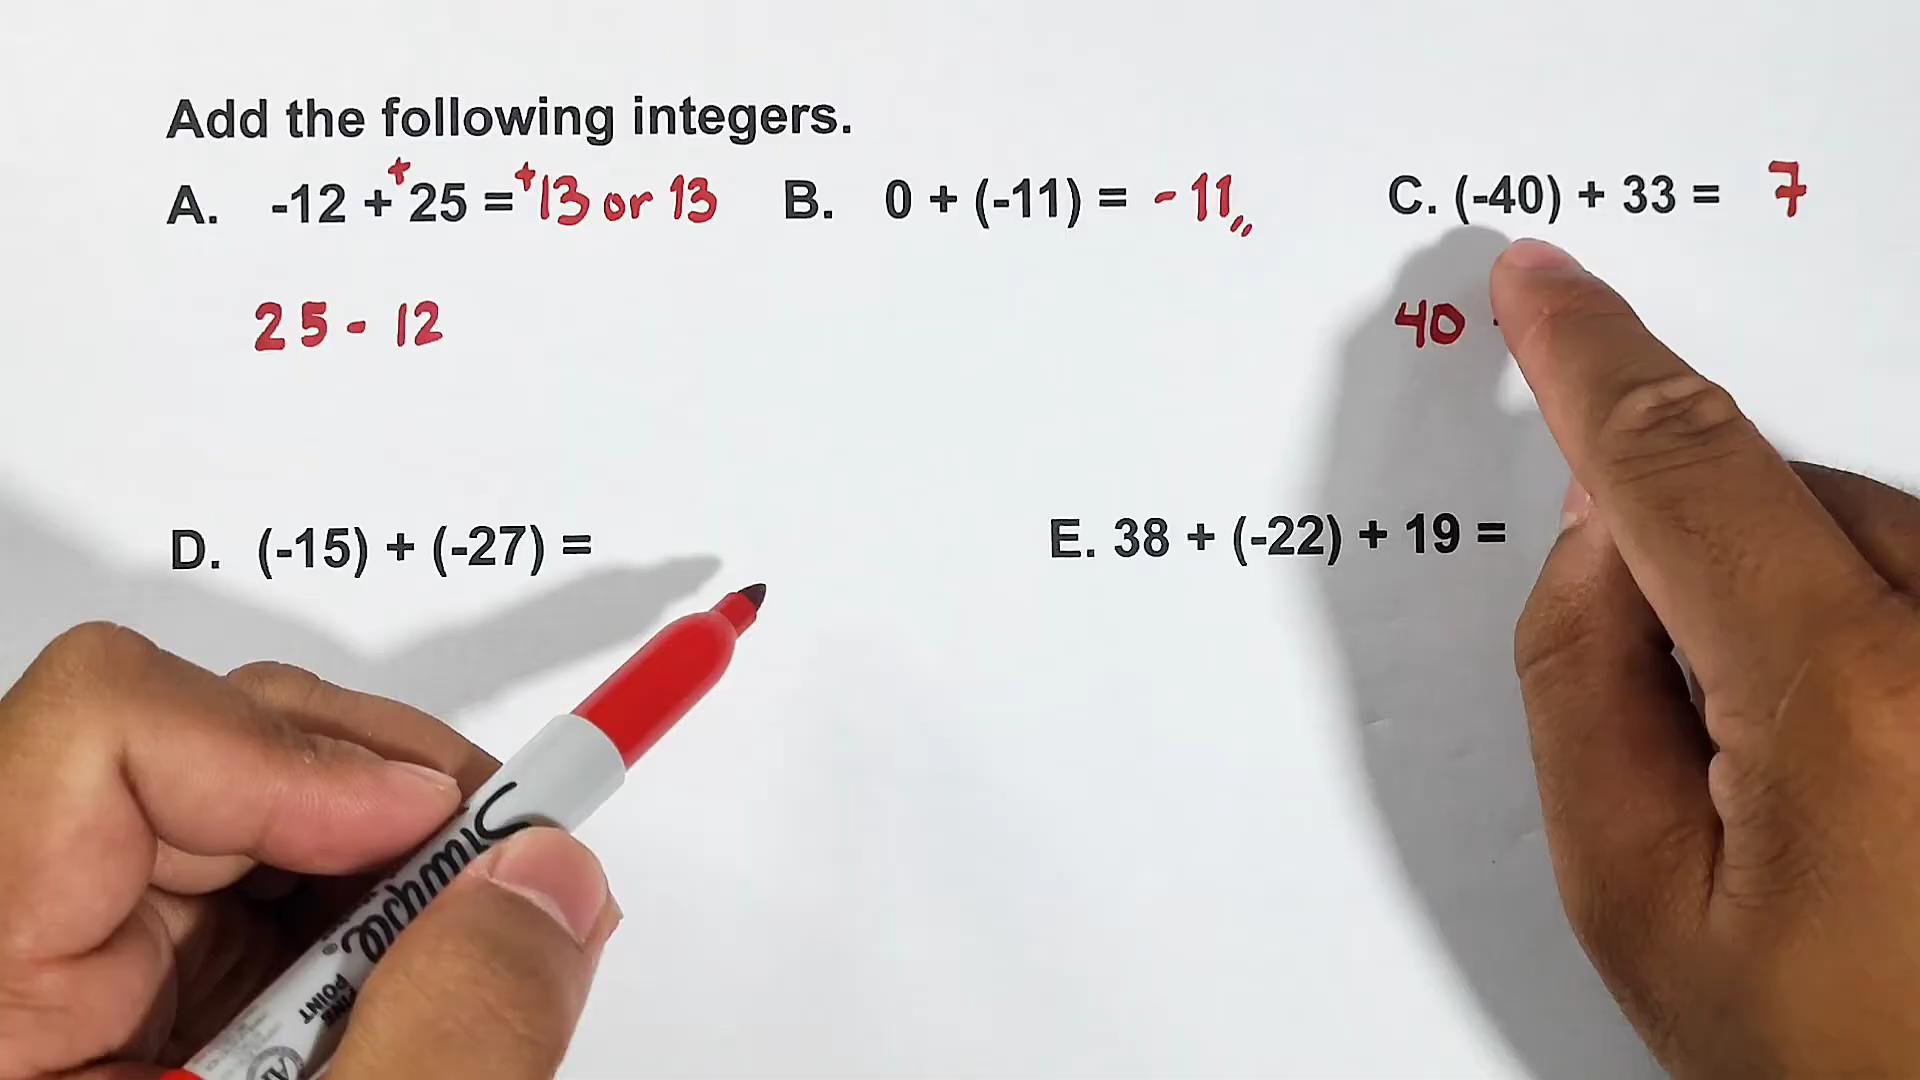 Add the following integers.
A. -12 + +25 = +13 or 13
B. 0 + (-11) = -11,,
C. (-40) + 33 = 7
25 - 12
40 -
D. (-15) + (-27) =
E. 38 + (-22) + 19 =
Sharpie®
FINE
POINT